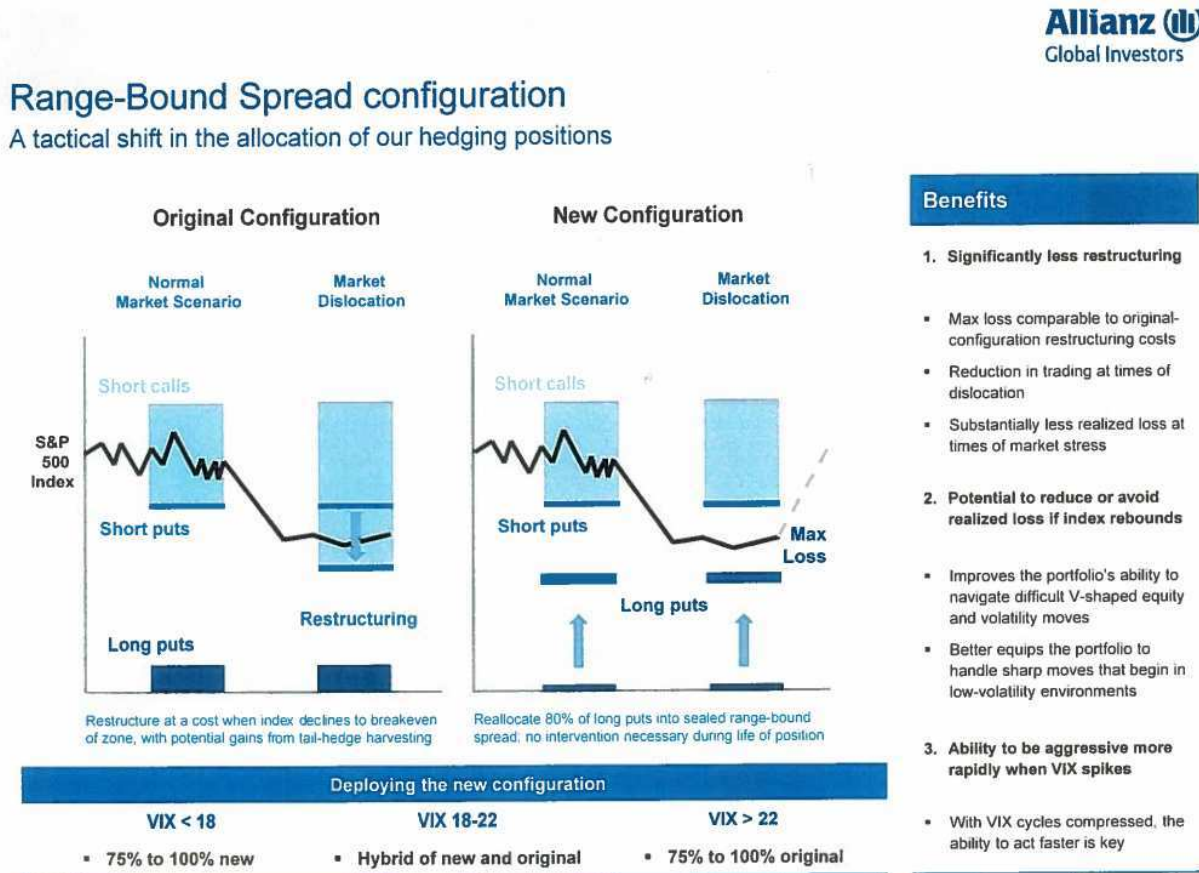 Allianz
Global Investors
Range-Bound Spread configuration
A tactical shift in the allocation of our hedging positions
Original Configuration
Normal
Market Scenario
Market
Dislocation
Short calls
S&P
500
Index
Short puts
Restructuring
Long puts
Restructure at a cost when index declines to breakeven
of zone, with potential gains from tail-hedge harvesting
New Configuration
Normal
Market Scenario
Market
Dislocation
Short calls
Short puts
Max
Loss
Long puts
Reallocate 80% of long puts into sealed range-bound
spread; no intervention necessary during life of position
Deploying the new configuration
VIX < 18
▪ 75% to 100% new
VIX 18-22
▪ Hybrid of new and original
VIX > 22
▪ 75% to 100% original
Benefits
1. Significantly less restructuring
▪ Max loss comparable to original-
configuration restructuring costs
▪ Reduction in trading at times of
dislocation
▪ Substantially less realized loss at
times of market stress
2. Potential to reduce or avoid
realized loss if index rebounds
▪ Improves the portfolio's ability to
navigate difficult V-shaped equity
and volatility moves
▪ Better equips the portfolio to
handle sharp moves that begin in
low-volatility environments
3. Ability to be aggressive more
rapidly when VIX spikes
▪ With VIX cycles compressed, the
ability to act faster is key